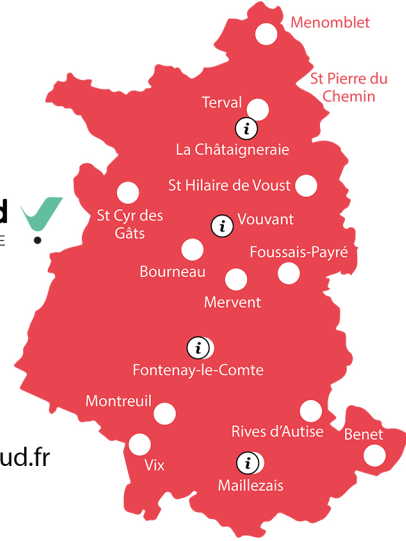 Menomblet
St Pierre du
Chemin
Terval
i
La Châtaigneraie
St Hilaire de Voust
d
E
St Cyr des
Gâts
i
Vouvant
Foussais-Payré
Bourneau
Mervent
i
Fontenay-le-Comte
Montreuil
Rives d’Autise
Benet
ud.fr
Vix
i
Maillezais